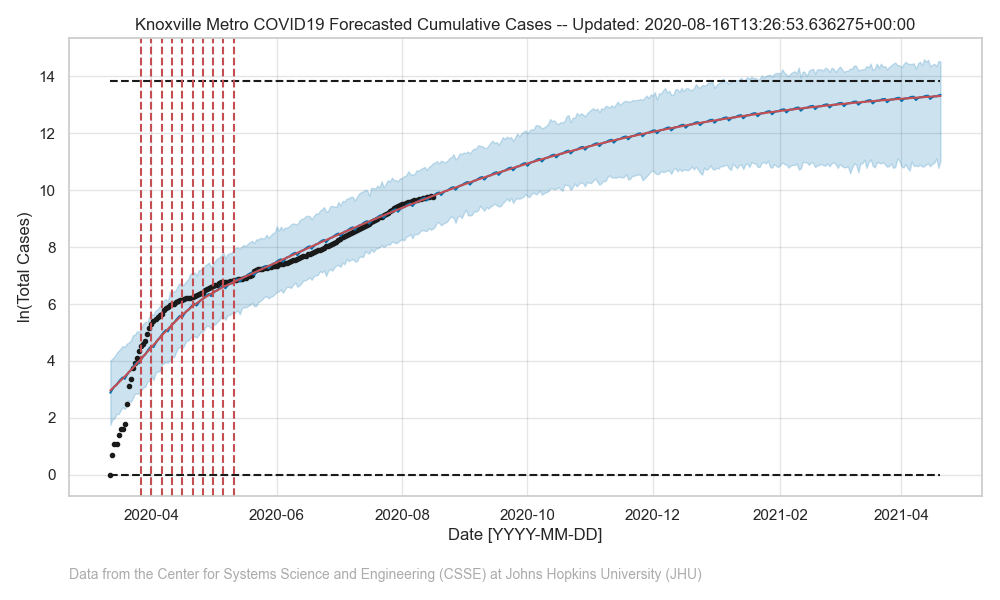 Knoxville Metro COVID19 Forecasted Cumulative Cases -- Updated: 2020-08-16T13:26:53.636275+00:00
14
12
10
8
6
4
2
0
ln(Total Cases)
2020-04 2020-06 2020-08 2020-10 2020-12 2021-02 2021-04
Date [YYYY-MM-DD]
Data from the Center for Systems Science and Engineering (CSSE) at Johns Hopkins University (JHU)